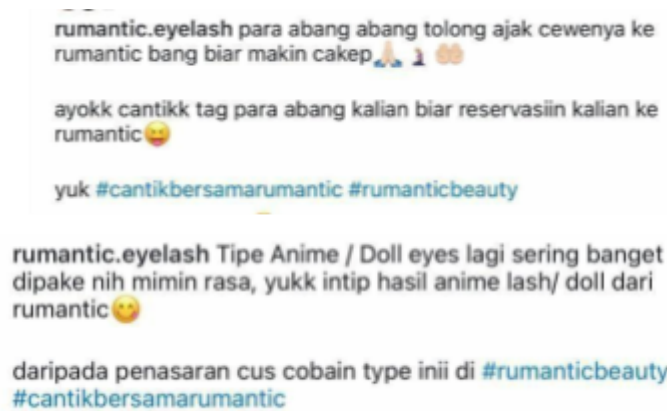 rumantic.eyelash para abang abang tolong ajak cewenya ke
rumantic bang biar makin cakep🙏🏻 🧎‍♀️ 🤲🏻
ayokk cantikk tag para abang kalian biar reservasiin kalian ke
rumantic😝
yuk #cantikbersamarumantic #rumanticbeauty
rumantic.eyelash Tipe Anime / Doll eyes lagi sering banget
dipake nih mimin rasa, yukk intip hasil anime lash/ doll dari
rumantic😋
daripada penasaran cus cobain type inii di #rumanticbeauty
#cantikbersamarumantic